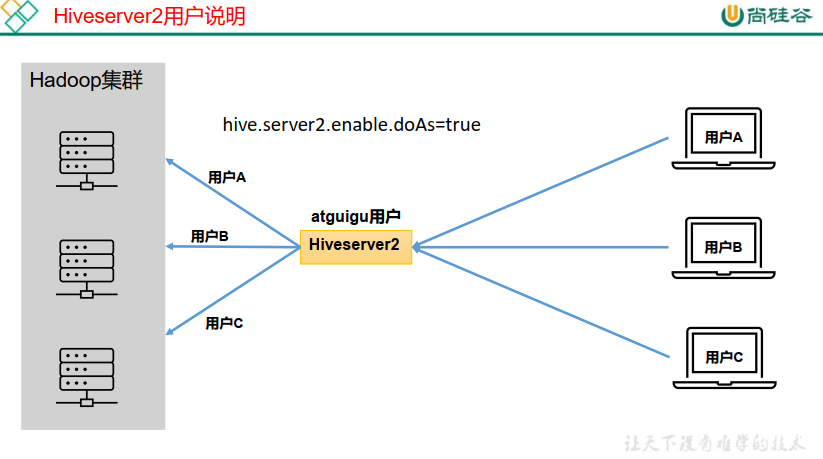 Hiveserver2用户说明
尚硅谷
Hadoop集群
hive.server2.enable.doAs=true
用户A
用户B
用户C
atguigu用户
Hiveserver2
用户A
用户B
用户C
让天下没有难学的技术